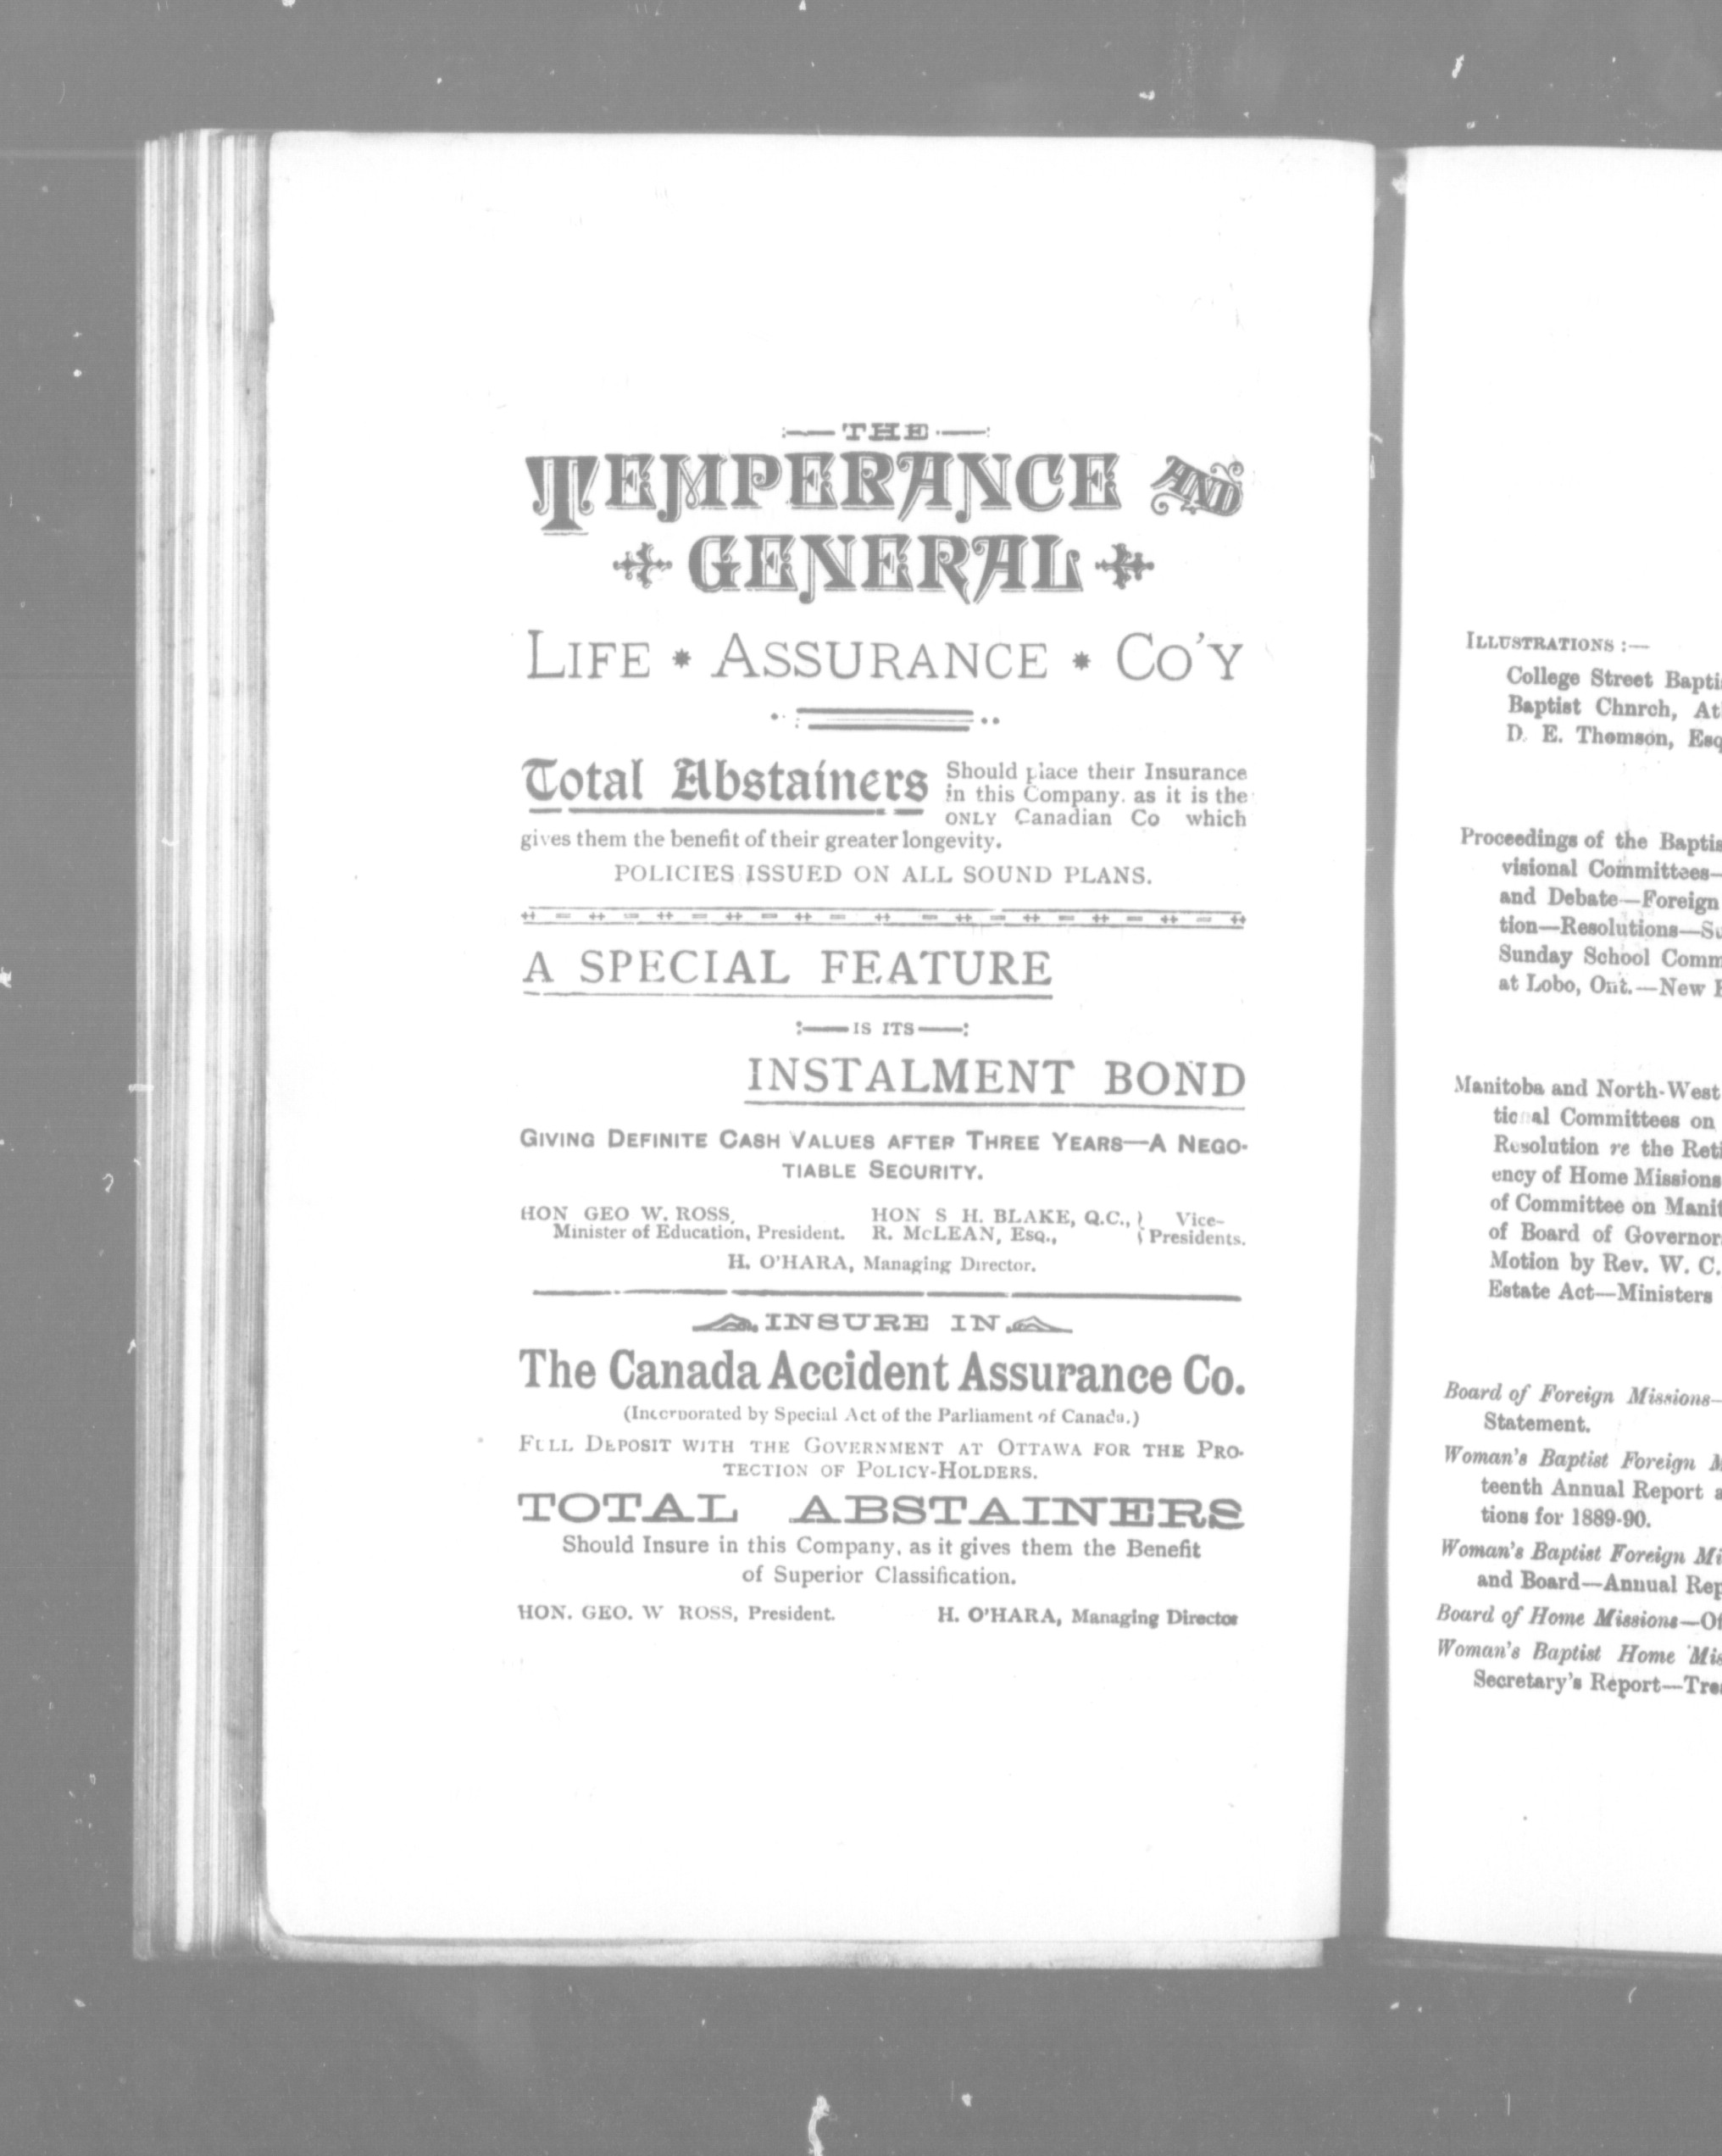 THE
TEMPERANCE AND
GENERAL
LIFE * ASSURANCE * CO'Y
Total Abstainers Should place their Insurance
in this Company. as it is the
ONLY Canadian Co which
gives them the benefit of their greater longevity.
POLICIES ISSUED ON ALL SOUND PLANS.
A SPECIAL FEATURE
IS ITS
INSTALMENT BOND
GIVING DEFINITE CASH VALUES AFTER THREE YEARS—A NEGO-
TIABLE SECURITY.
HON GEO W. ROSS,
Minister of Education, President.
HON S H. BLAKE, Q.C.,
R. McLEAN, Esq.,
Vice-
Presidents.
H. O'HARA, Managing Director.
INSURE IN
The Canada Accident Assurance Co.
(Incorporated by Special Act of the Parliament of Canada.)
FULL DEPOSIT WITH THE GOVERNMENT AT OTTAWA FOR THE PRO-
TECTION OF POLICY-HOLDERS.
TOTAL ABSTAINERS
Should Insure in this Company, as it gives them the Benefit
of Superior Classification.
HON. GEO. W ROSS, President. H. O'HARA, Managing Director
ILLUSTRATIONS :—
College Street Bapti
Baptist Chnrch, At
D. E. Thomson, Esq
Proceedings of the Baptis
visional Committees—
and Debate—Foreign
tion—Resolutions—Su
Sunday School Comm
at Lobo, Ont.—New
Manitoba and North-West
tional Committees on
Resolution re the Reti
ency of Home Missions
of Committee on Manit
of Board of Governor
Motion by Rev. W. C.
Estate Act—Ministers
Board of Foreign Missions—
Statement.
Woman's Baptist Foreign M
teenth Annual Report a
tions for 1889-90.
Woman's Baptist Foreign Mi
and Board—Annual Rep
Board of Home Missions—Of
Woman's Baptist Home Mis
Secretary's Report—Trea